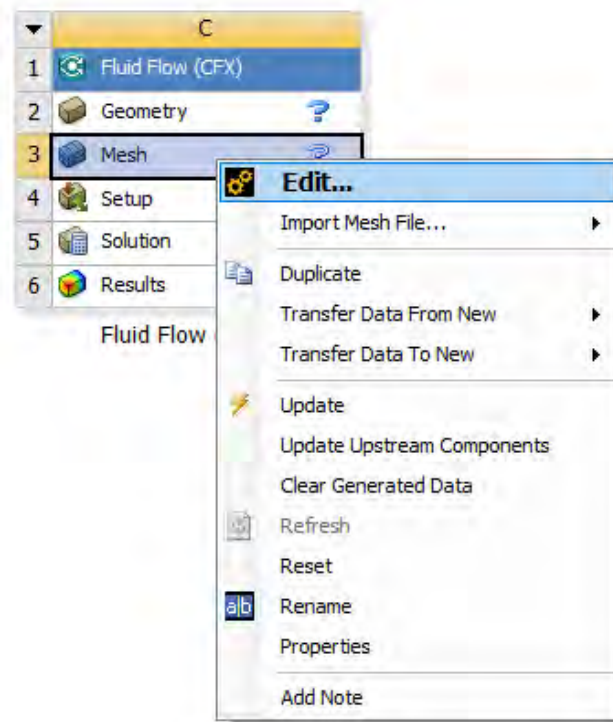 C
1 Fluid Flow (CFX)
2 Geometry ?
3 Mesh ?
4 Setup
5 Solution
6 Results
Fluid Flow
Edit...
Import Mesh File...
Duplicate
Transfer Data From New
Transfer Data To New
Update
Update Upstream Components
Clear Generated Data
Refresh
Reset
a|b Rename
Properties
Add Note